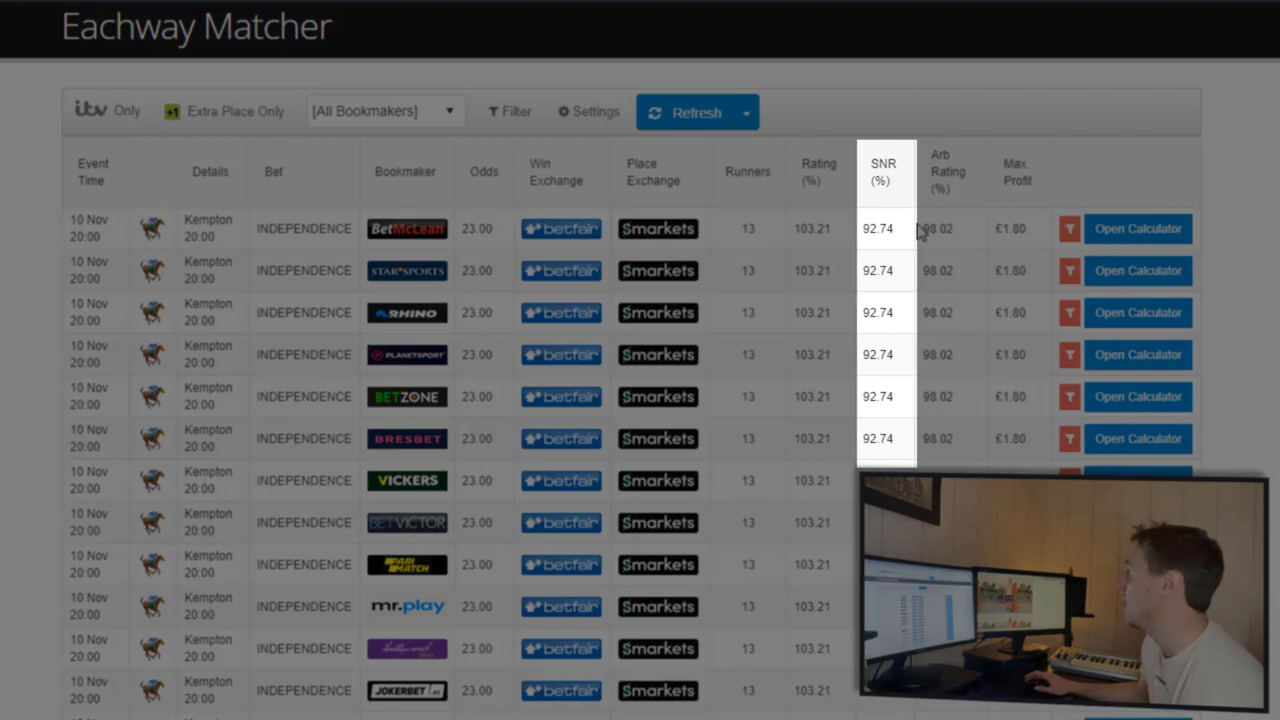 Eachway Matcher
itv Only +1 Extra Place Only [All Bookmakers] Filter Settings Refresh
Event Time Details Bet Bookmaker Odds Win Exchange Place Exchange Runners Rating (%) SNR (%) Arb Rating (%) Max. Profit
10 Nov 20:00 Kempton 20:00 INDEPENDENCE BetMcLean 23.00 betfair Smarkets 13 103.21 92.74 98.02 £1.80 Open Calculator
10 Nov 20:00 Kempton 20:00 INDEPENDENCE STAR SPORTS 23.00 betfair Smarkets 13 103.21 92.74 98.02 £1.80 Open Calculator
10 Nov 20:00 Kempton 20:00 INDEPENDENCE RHINO 23.00 betfair Smarkets 13 103.21 92.74 98.02 £1.80 Open Calculator
10 Nov 20:00 Kempton 20:00 INDEPENDENCE PLANETSPORT 23.00 betfair Smarkets 13 103.21 92.74 98.02 £1.80 Open Calculator
10 Nov 20:00 Kempton 20:00 INDEPENDENCE BETZONE 23.00 betfair Smarkets 13 103.21 92.74 98.02 £1.80 Open Calculator
10 Nov 20:00 Kempton 20:00 INDEPENDENCE BRESBET 23.00 betfair Smarkets 13 103.21 92.74 98.02 £1.80 Open Calculator
10 Nov 20:00 Kempton 20:00 INDEPENDENCE VICKERS 23.00 betfair Smarkets 13 103.21
10 Nov 20:00 Kempton 20:00 INDEPENDENCE BETVICTOR 23.00 betfair Smarkets 13 103.21
10 Nov 20:00 Kempton 20:00 INDEPENDENCE PARI MATCH 23.00 betfair Smarkets 13 103.21
10 Nov 20:00 Kempton 20:00 INDEPENDENCE mr.play 23.00 betfair Smarkets 13 103.21
10 Nov 20:00 Kempton 20:00 INDEPENDENCE Hollywood 23.00 betfair Smarkets 13 103.21
10 Nov 20:00 Kempton 20:00 INDEPENDENCE JOKERBET 23.00 betfair Smarkets 13 103.21